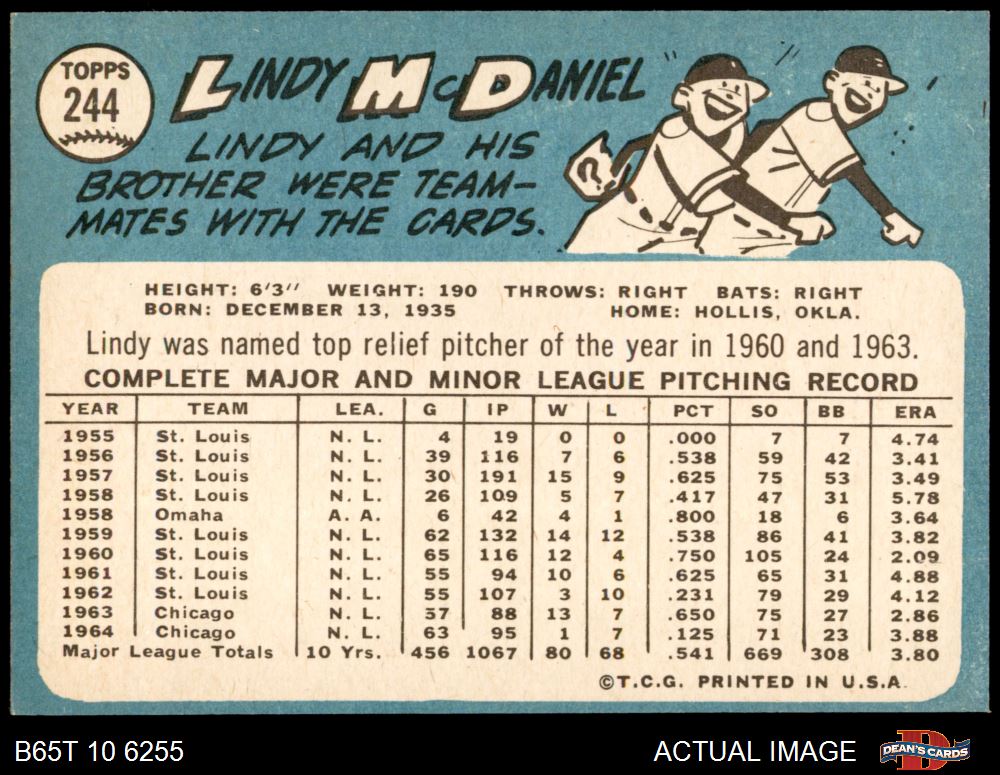 TOPPS
244
LINDY McDANIEL
LINDY AND HIS
BROTHER WERE TEAM-
MATES WITH THE CARDS.
HEIGHT: 6'3" WEIGHT: 190 THROWS: RIGHT BATS: RIGHT
BORN: DECEMBER 13, 1935 HOME: HOLLIS, OKLA.
Lindy was named top relief pitcher of the year in 1960 and 1963.
COMPLETE MAJOR AND MINOR LEAGUE PITCHING RECORD
YEAR TEAM LEA. G IP W L PCT SO BB ERA
1955 St. Louis N. L. 4 19 0 0 .000 7 7 4.74
1956 St. Louis N. L. 39 116 7 6 .538 59 42 3.41
1957 St. Louis N. L. 30 191 15 9 .625 75 53 3.49
1958 St. Louis N. L. 26 109 5 7 .417 47 31 5.78
1958 Omaha A. A. 6 42 4 1 .800 18 6 3.64
1959 St. Louis N. L. 62 132 14 12 .538 86 41 3.82
1960 St. Louis N. L. 65 116 12 4 .750 105 24 2.09
1961 St. Louis N. L. 55 94 10 6 .625 65 31 4.88
1962 St. Louis N. L. 55 107 3 10 .231 79 29 4.12
1963 Chicago N. L. 57 88 13 7 .650 75 27 2.86
1964 Chicago N. L. 63 95 1 7 .125 71 23 3.88
Major League Totals 10 Yrs. 456 1067 80 68 .541 669 308 3.80
©T.C.G. PRINTED IN U.S.A.
B65T 10 6255 ACTUAL IMAGE DEAN'S CARDS